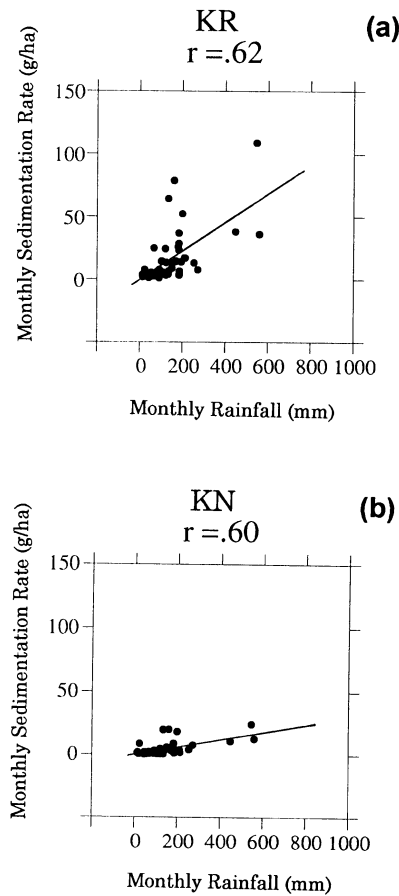 KR
(a)
r =.62
Monthly Sedimentation Rate (g/ha)
150
100
50
0
0 200 400 600 800 1000
Monthly Rainfall (mm)
KN
(b)
r =.60
Monthly Sedimentation Rate (g/ha)
150
100
50
0
0 200 400 600 800 1000
Monthly Rainfall (mm)